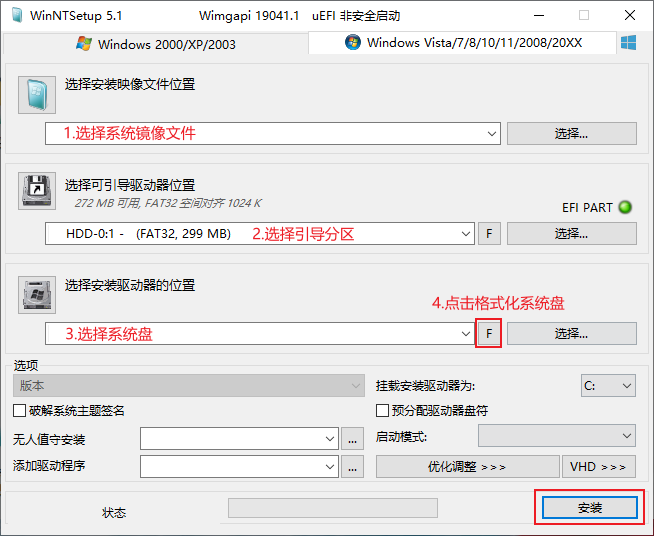 WinNTSetup 5.1 Wimgapi 19041.1 uEFI 非安全启动
Windows 2000/XP/2003 Windows Vista/7/8/10/11/2008/20XX
选择安装映像文件位置
1.选择系统镜像文件 选择...
选择可引导驱动器位置
272 MB 可用, FAT32 空间对齐 1024 K
EFI PART
HDD-0:1 - (FAT32, 299 MB) 2.选择引导分区 F 选择...
选择安装驱动器的位置
4.点击格式化系统盘
3.选择系统盘 F 选择...
选项
版本 挂载安装驱动器为: C:
破解系统主题签名 预分配驱动器盘符
无人值守安装 ... 启动模式:
添加驱动程序 ... 优化调整 >>> VHD >>>
状态 安装